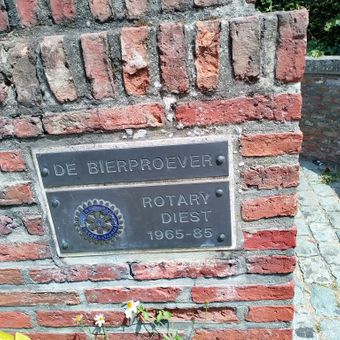 DE BIERPROEVER
ROTARY
DIEST
1965-85